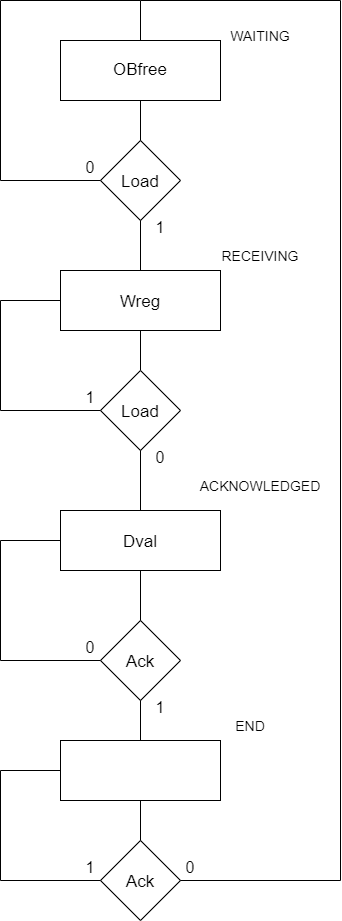 WAITING
OBfree
0
Load
1
RECEIVING
Wreg
1
Load
0
ACKNOWLEDGED
Dval
0
Ack
1
END
1
Ack
0